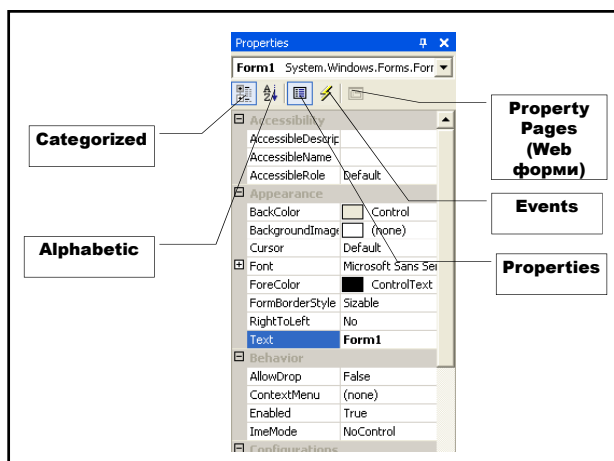 Properties
Form1 System.Windows.Forms.Forr
Categorized
Alphabetic
Property
Pages
(Web
форми)
Events
Properties
Accessibility
AccessibleDescrip
AccessibleName
AccessibleRole Default
Appearance
BackColor Control
BackgroundImage (none)
Cursor Default
Font Microsoft Sans Ser
ForeColor ControlText
FormBorderStyle Sizable
RightToLeft No
Text Form1
Behavior
AllowDrop False
ContextMenu (none)
Enabled True
ImeMode NoControl
Configurations